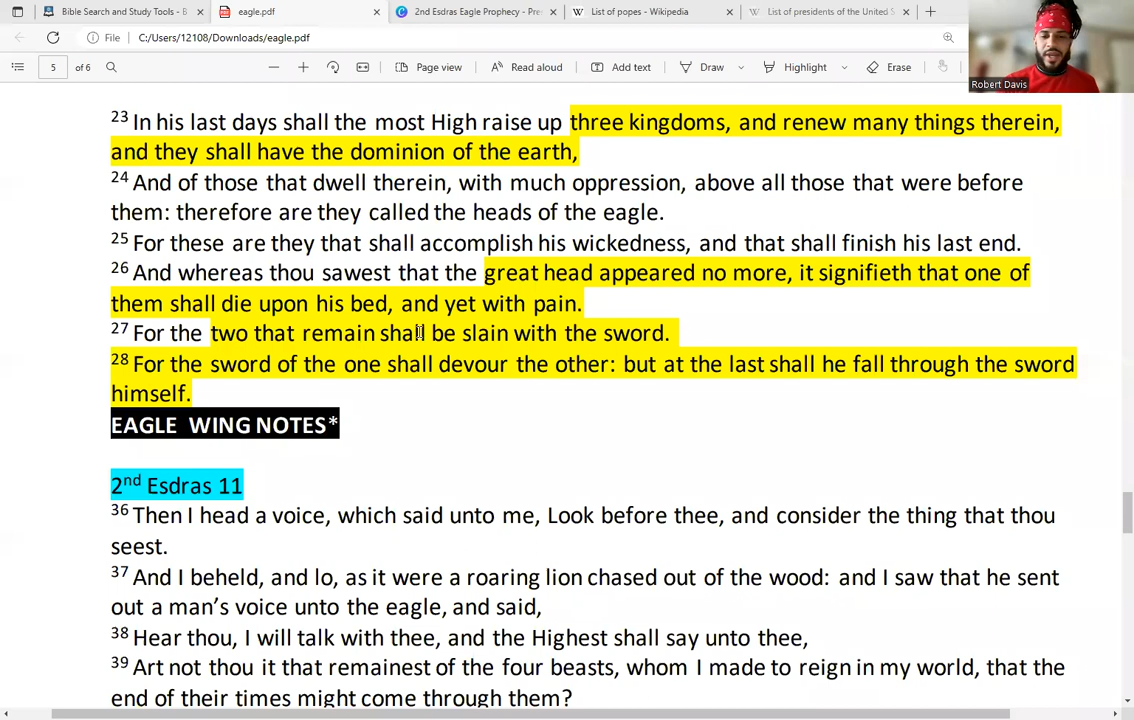 Bible Search and Study Tools - B
eagle.pdf
2nd Esdras Eagle Prophecy - Pre
List of popes - Wikipedia
List of presidents of the United S
File
C:/Users/12108/Downloads/eagle.pdf
5 of 6
Page view
Read aloud
Add text
Draw
Highlight
Erase
Robert Davis
23 In his last days shall the most High raise up three kingdoms, and renew many things therein,
and they shall have the dominion of the earth,
24 And of those that dwell therein, with much oppression, above all those that were before
them: therefore are they called the heads of the eagle.
25 For these are they that shall accomplish his wickedness, and that shall finish his last end.
26 And whereas thou sawest that the great head appeared no more, it signifieth that one of
them shall die upon his bed, and yet with pain.
27 For the two that remain shall be slain with the sword.
28 For the sword of the one shall devour the other: but at the last shall he fall through the sword
himself.
EAGLE WING NOTES*
2nd Esdras 11
36 Then I head a voice, which said unto me, Look before thee, and consider the thing that thou
seest.
37 And I beheld, and lo, as it were a roaring lion chased out of the wood: and I saw that he sent
out a man's voice unto the eagle, and said,
38 Hear thou, I will talk with thee, and the Highest shall say unto thee,
39 Art not thou it that remainest of the four beasts, whom I made to reign in my world, that the
end of their times might come through them?